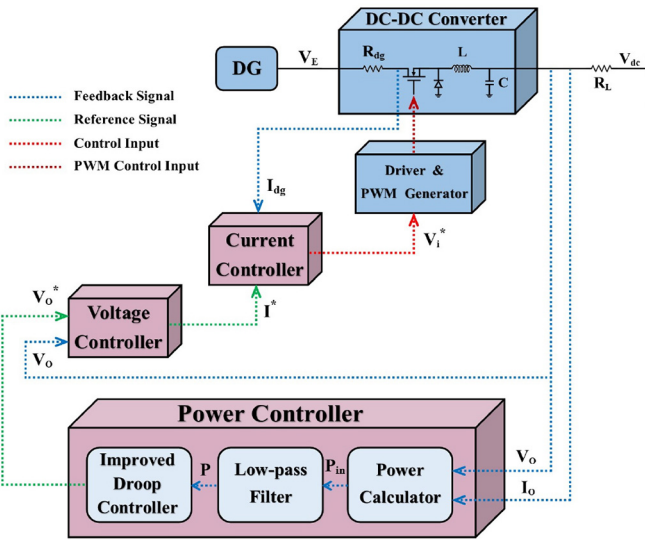 DC-DC Converter
DG
V_E
R_dg
L
C
V_dc
R_L
Feedback Signal
Reference Signal
Control Input
PWM Control Input
Driver &
PWM Generator
I_dg
V_i*
Current
Controller
I*
V_O*
Voltage
Controller
V_O
Power Controller
Improved
Droop
Controller
P
Low-pass
Filter
P_in
Power
Calculator
V_O
I_O